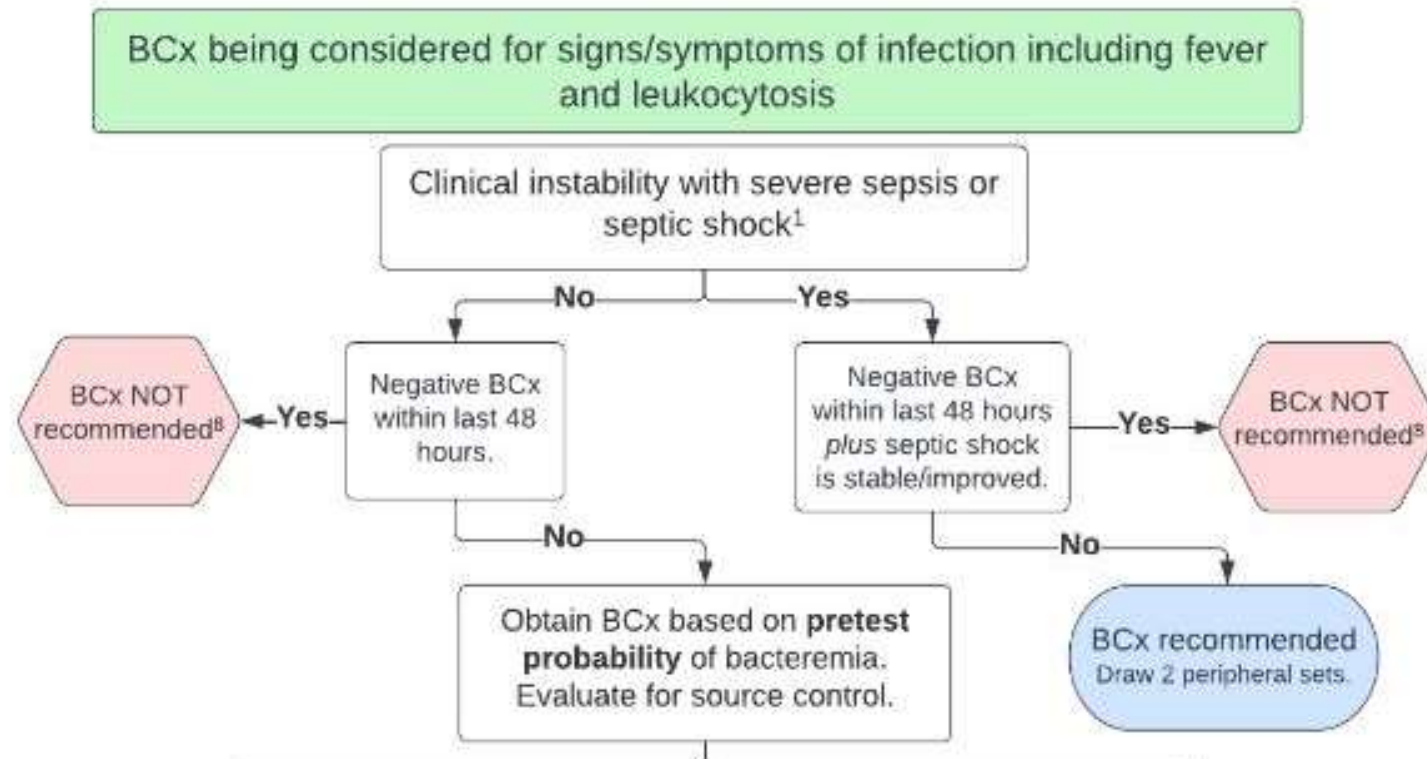 BCx being considered for signs/symptoms of infection including fever
and leukocytosis
Clinical instability with severe sepsis or
septic shock¹
No
Yes
BCx NOT
recommended⁸
Yes
Negative BCx
within last 48
hours.
Negative BCx
within last 48 hours
plus septic shock
is stable/improved.
Yes
BCx NOT
recommended⁸
No
No
Obtain BCx based on pretest
probability of bacteremia.
Evaluate for source control.
BCx recommended
Draw 2 peripheral sets.